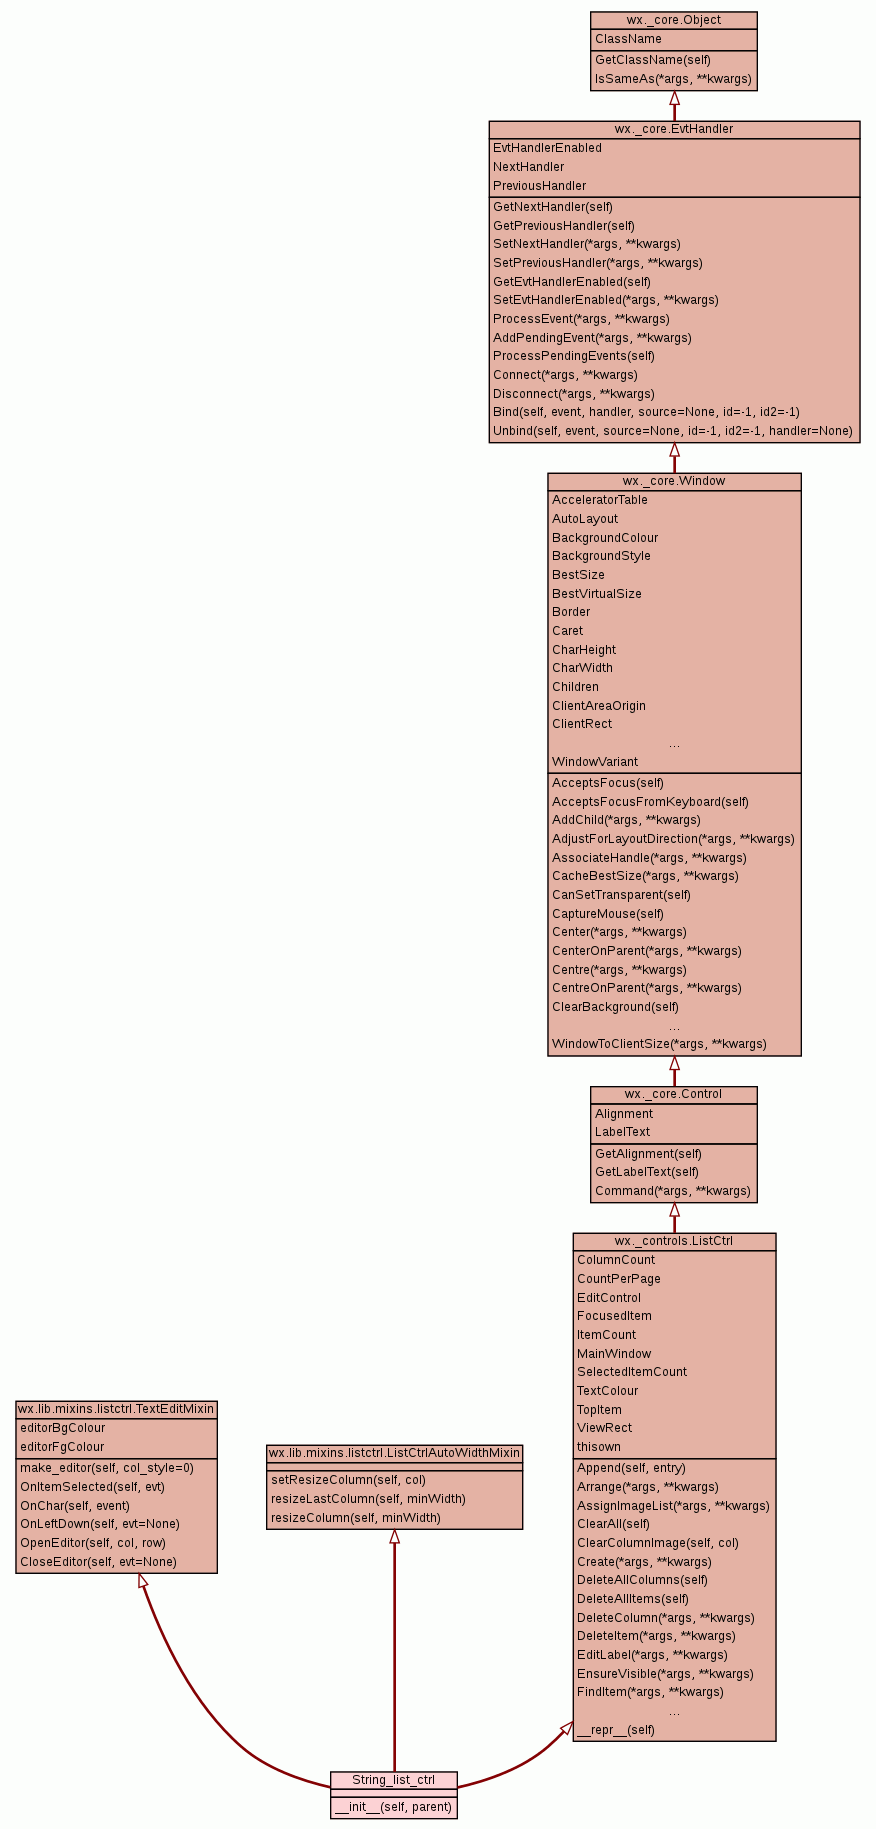 wx._core.Object
ClassName
GetClassName(self)
IsSameAs(*args, **kwargs)
wx._core.EvtHandler
EvtHandlerEnabled
NextHandler
PreviousHandler
GetNextHandler(self)
GetPreviousHandler(self)
SetNextHandler(*args, **kwargs)
SetPreviousHandler(*args, **kwargs)
GetEvtHandlerEnabled(self)
SetEvtHandlerEnabled(*args, **kwargs)
ProcessEvent(*args, **kwargs)
AddPendingEvent(*args, **kwargs)
ProcessPendingEvents(self)
Connect(*args, **kwargs)
Disconnect(*args, **kwargs)
Bind(self, event, handler, source=None, id=-1, id2=-1)
Unbind(self, event, source=None, id=-1, id2=-1, handler=None)
wx._core.Window
AcceleratorTable
AutoLayout
BackgroundColour
BackgroundStyle
BestSize
BestVirtualSize
Border
Caret
CharHeight
CharWidth
Children
ClientAreaOrigin
ClientRect
...
WindowVariant
AcceptsFocus(self)
AcceptsFocusFromKeyboard(self)
AddChild(*args, **kwargs)
AdjustForLayoutDirection(*args, **kwargs)
AssociateHandle(*args, **kwargs)
CacheBestSize(*args, **kwargs)
CanSetTransparent(self)
CaptureMouse(self)
Center(*args, **kwargs)
CenterOnParent(*args, **kwargs)
Centre(*args, **kwargs)
CentreOnParent(*args, **kwargs)
ClearBackground(self)
...
WindowToClientSize(*args, **kwargs)
wx._core.Control
Alignment
LabelText
GetAlignment(self)
GetLabelText(self)
Command(*args, **kwargs)
wx._controls.ListCtrl
ColumnCount
CountPerPage
EditControl
FocusedItem
ItemCount
MainWindow
SelectedItemCount
TextColour
TopItem
ViewRect
thisown
Append(self, entry)
Arrange(*args, **kwargs)
AssignImageList(*args, **kwargs)
ClearAll(self)
ClearColumnImage(self, col)
Create(*args, **kwargs)
DeleteAllColumns(self)
DeleteAllItems(self)
DeleteColumn(*args, **kwargs)
DeleteItem(*args, **kwargs)
EditLabel(*args, **kwargs)
EnsureVisible(*args, **kwargs)
FindItem(*args, **kwargs)
...
__repr__(self)
wx.lib.mixins.listctrl.TextEditMixin
editorBgColour
editorFgColour
make_editor(self, col_style=0)
OnItemSelected(self, evt)
OnChar(self, event)
OnLeftDown(self, evt=None)
OpenEditor(self, col, row)
CloseEditor(self, evt=None)
wx.lib.mixins.listctrl.ListCtrlAutoWidthMixin
setResizeColumn(self, col)
resizeLastColumn(self, minWidth)
resizeColumn(self, minWidth)
String_list_ctrl
__init__(self, parent)